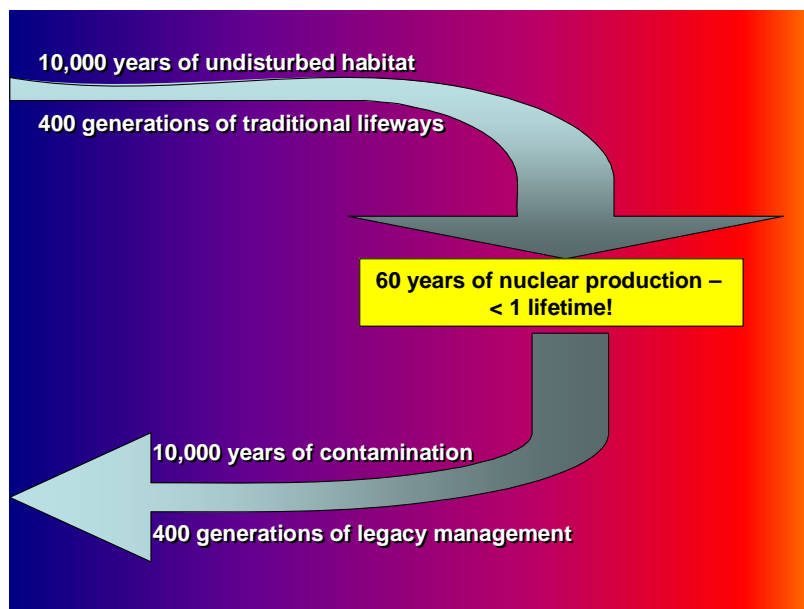 10,000 years of undisturbed habitat
400 generations of traditional lifeways
60 years of nuclear production –
< 1 lifetime!
10,000 years of contamination
400 generations of legacy management